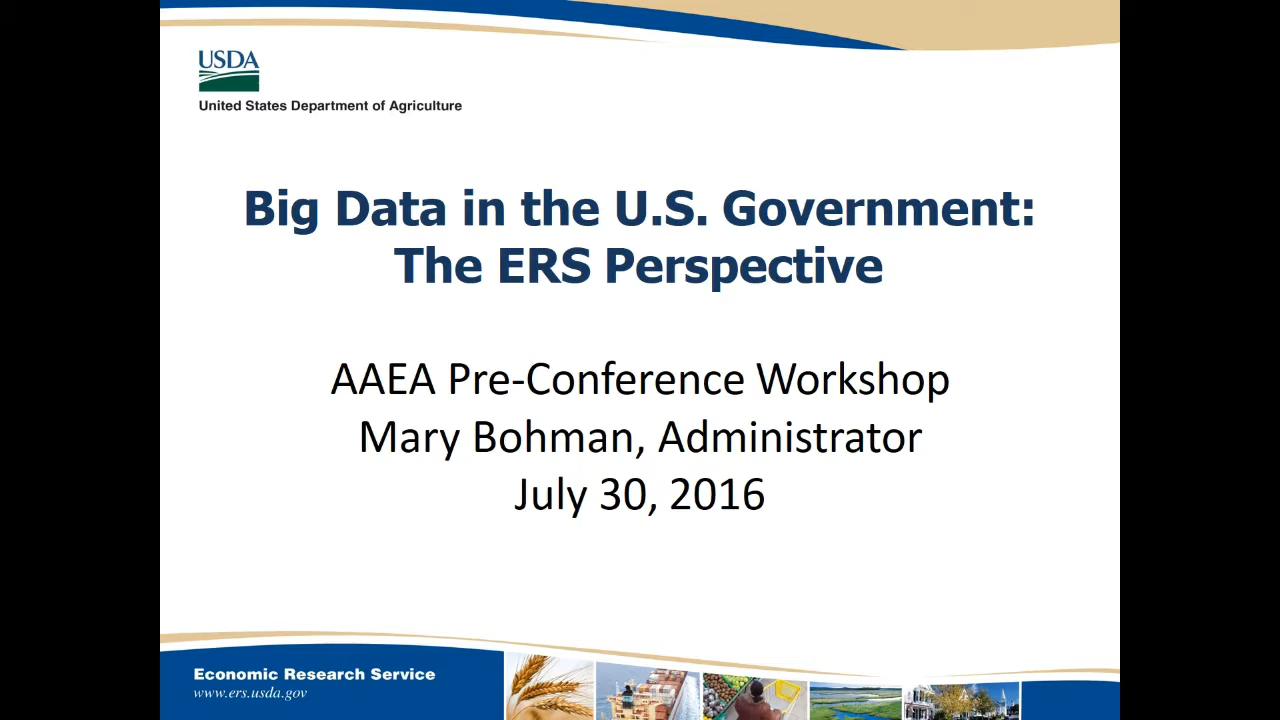 USDA
United States Department of Agriculture
Big Data in the U.S. Government:
The ERS Perspective
AAEA Pre-Conference Workshop
Mary Bohman, Administrator
July 30, 2016
Economic Research Service
www.ers.usda.gov